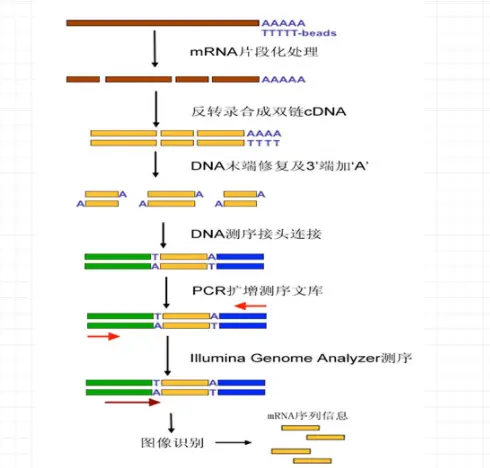 AAAAA
TTTTT-beads
mRNA片段化处理
AAAAA
反转录合成双链cDNA
AAAA
TTTT
DNA末端修复及3'端加'A'
A A A
A A A
DNA测序接头连接
T A
A T
PCR扩增测序文库
T A
A T
Illumina Genome Analyzer测序
T A
A T
mRNA序列信息
图像识别